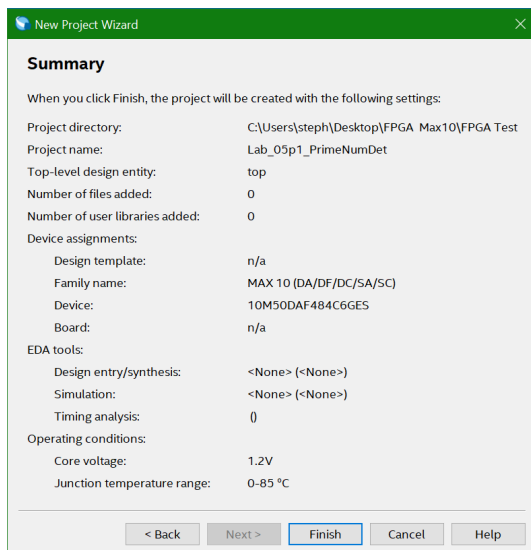 New Project Wizard
Summary
When you click Finish, the project will be created with the following settings:
Project directory: C:\Users\steph\Desktop\FPGA Max10\FPGA Test
Project name: Lab_05p1_PrimeNumDet
Top-level design entity: top
Number of files added: 0
Number of user libraries added: 0
Device assignments:
Design template: n/a
Family name: MAX 10 (DA/DF/DC/SA/SC)
Device: 10M50DAF484C6GES
Board: n/a
EDA tools:
Design entry/synthesis: <None> (<None>)
Simulation: <None> (<None>)
Timing analysis: ()
Operating conditions:
Core voltage: 1.2V
Junction temperature range: 0-85 ºC
< Back Next > Finish Cancel Help